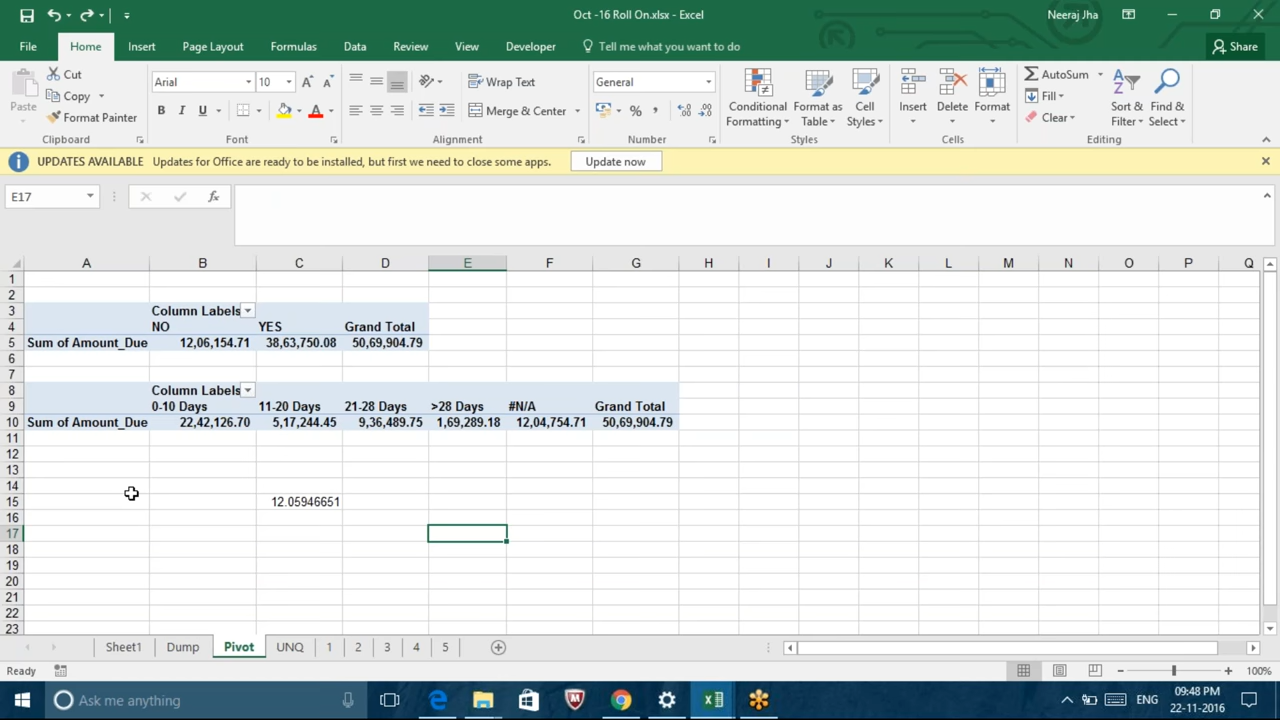 Oct -16 Roll On.xlsx - Excel
Neeraj Jha
File Home Insert Page Layout Formulas Data Review View Developer Tell me what you want to do Share
Paste
Cut
Copy
Format Painter
Clipboard
Arial 10
B I U
Font
Wrap Text
Merge & Center
Alignment
General
Number
Conditional Formatting
Format as Table
Cell Styles
Styles
Insert Delete Format
Cells
AutoSum
Fill
Clear
Sort & Filter
Find & Select
Editing
UPDATES AVAILABLE Updates for Office are ready to be installed, but first we need to close some apps. Update now
E17 fx
A B C D E F G H I J K L M N O P Q
1
2
3 Column Labels
4 NO YES Grand Total
5 Sum of Amount_Due 12,06,154.71 38,63,750.08 50,69,904.79
6
7
8 Column Labels
9 0-10 Days 11-20 Days 21-28 Days >28 Days #N/A Grand Total
10 Sum of Amount_Due 22,42,126.70 5,17,244.45 9,36,489.75 1,69,289.18 12,04,754.71 50,69,904.79
11
12
13
14
15 12.05946651
16
17
18
19
20
21
22
23
Sheet1 Dump Pivot UNQ 1 2 3 4 5
Ready 100%
Ask me anything ENG 09:48 PM
22-11-2016